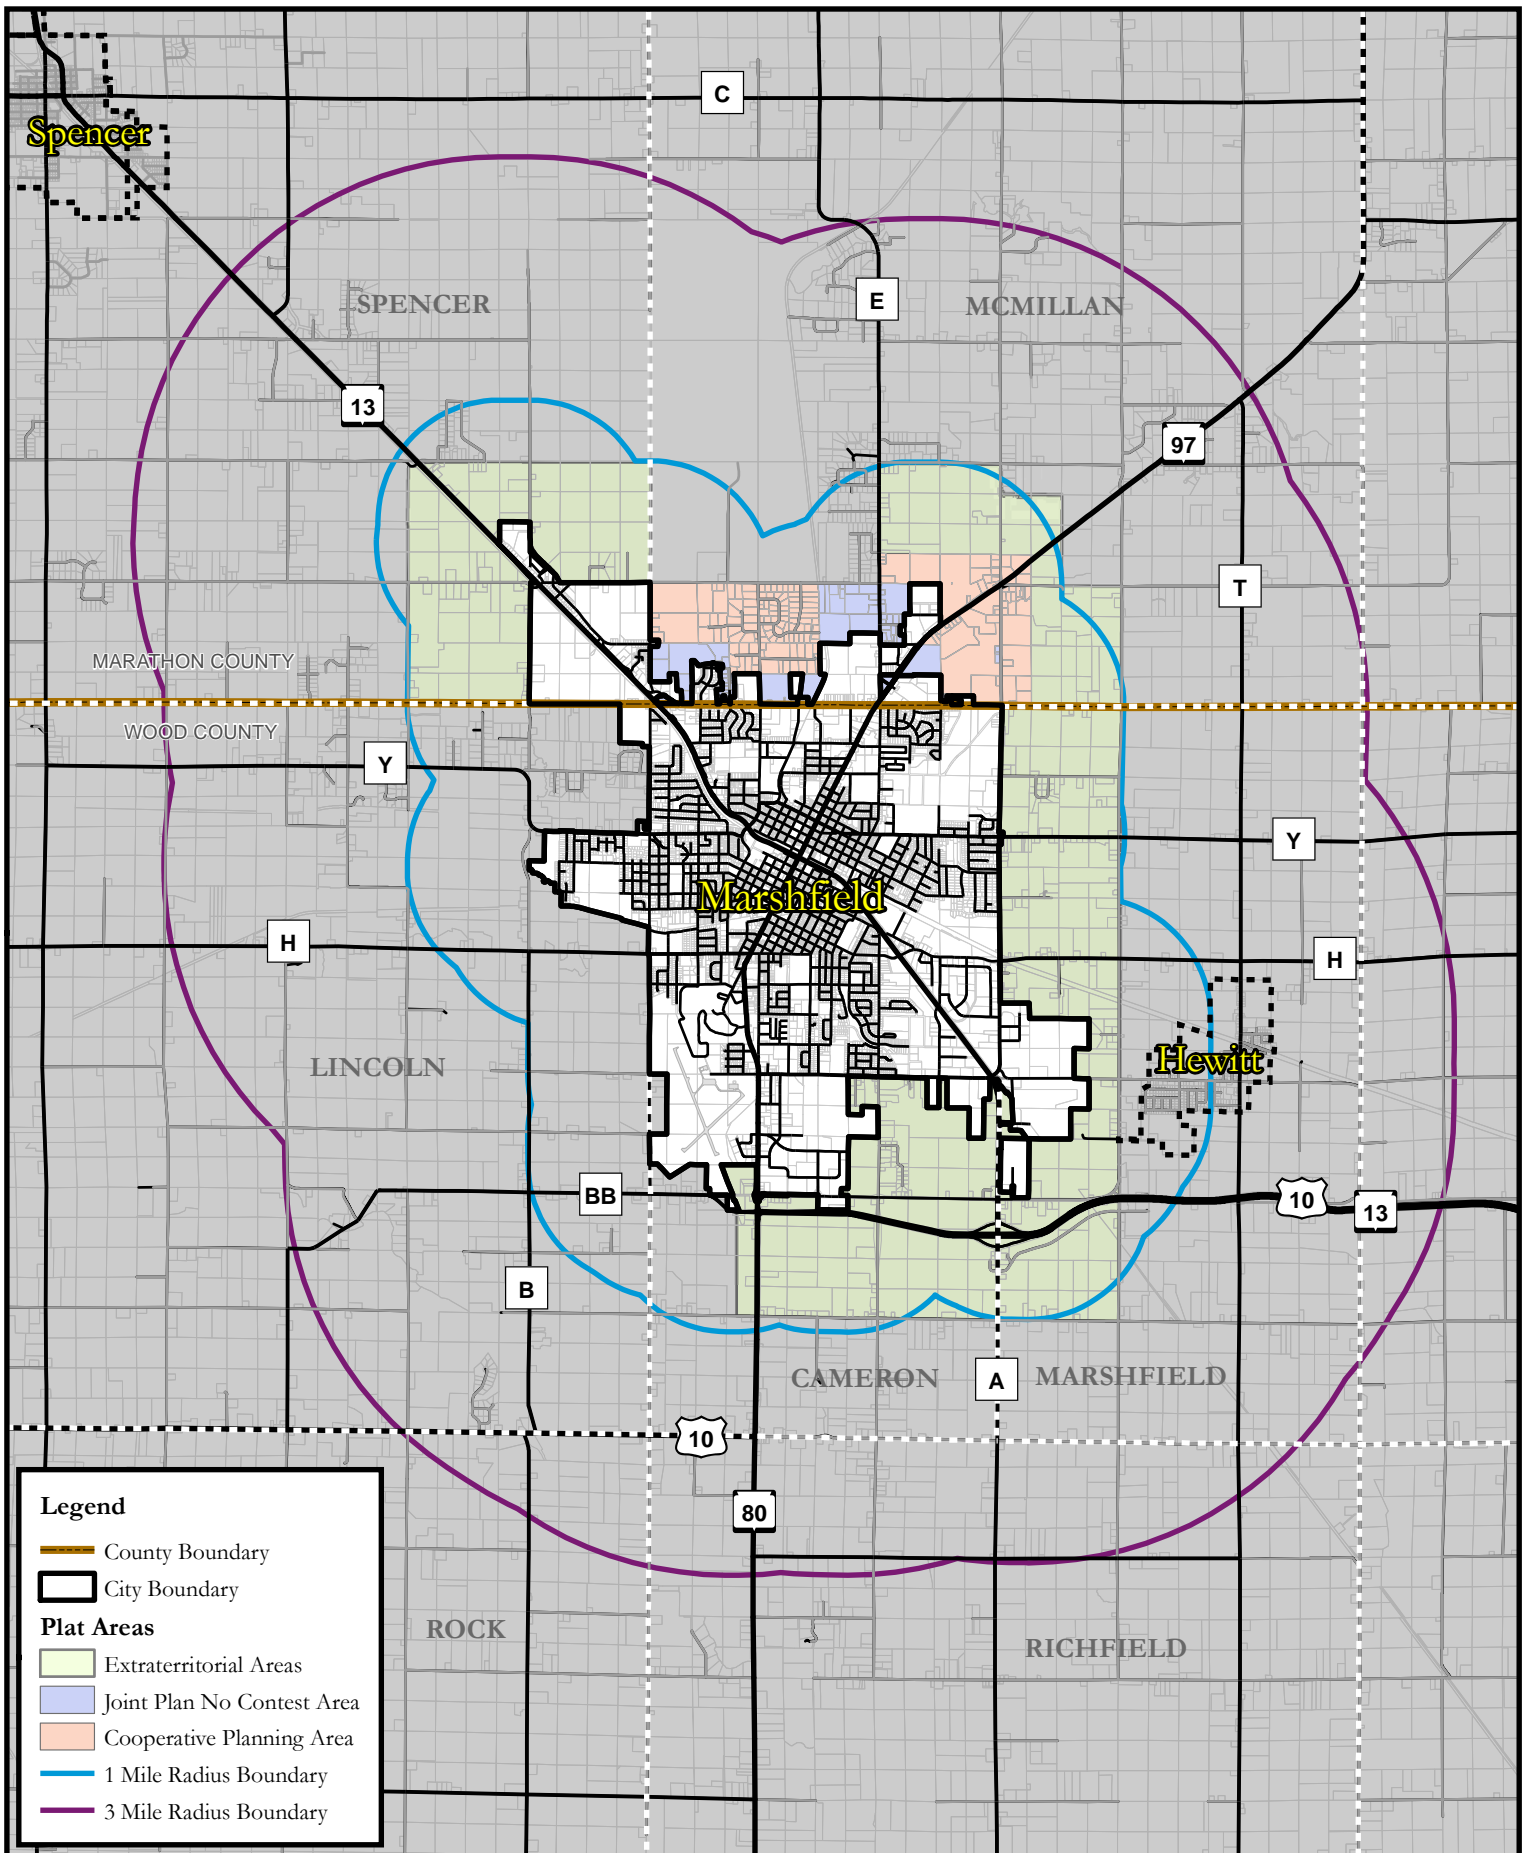 C
Spencer
SPENCER
E
MCMILLAN
13
97
T
MARATHON COUNTY
WOOD COUNTY
Y
Y
Marshfield
H
H
Hewitt
LINCOLN
BB
10
13
B
CAMERON
A
MARSHFIELD
10
80
ROCK
RICHFIELD
Legend
County Boundary
City Boundary
Plat Areas
Extraterritorial Areas
Joint Plan No Contest Area
Cooperative Planning Area
1 Mile Radius Boundary
3 Mile Radius Boundary